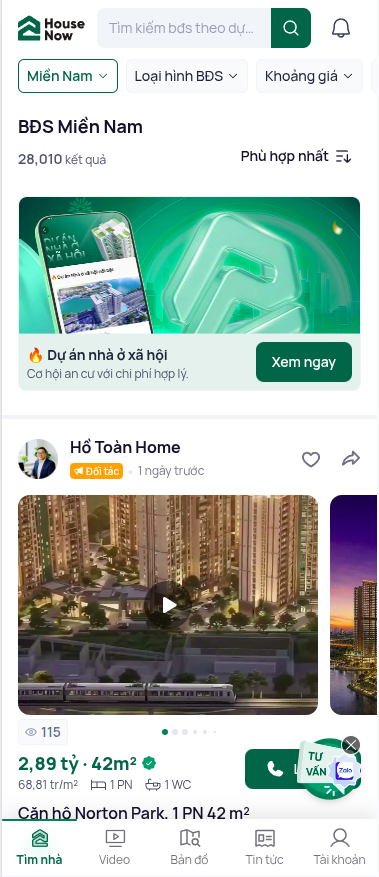 House
Now
Tìm kiếm bđs theo dự...
Miền Nam
Loại hình BĐS
Khoảng giá
BĐS Miền Nam
28,010 kết quả
Phù hợp nhất
DỰ ÁN
NHÀ Ở
XÃ HỘI
🔥 Dự án nhà ở xã hội
Cơ hội an cư với chi phí hợp lý.
Xem ngay
Hồ Toàn Home
Đối tác
1 ngày trước
115
2,89 tỷ · 42m²
68,81 tr/m²
1 PN
1 WC
TƯ
VẤN
Zalo
Căn hộ Norton Park, 1 PN 42 m²
Tìm nhà
Video
Bản đồ
Tin tức
Tài khoản